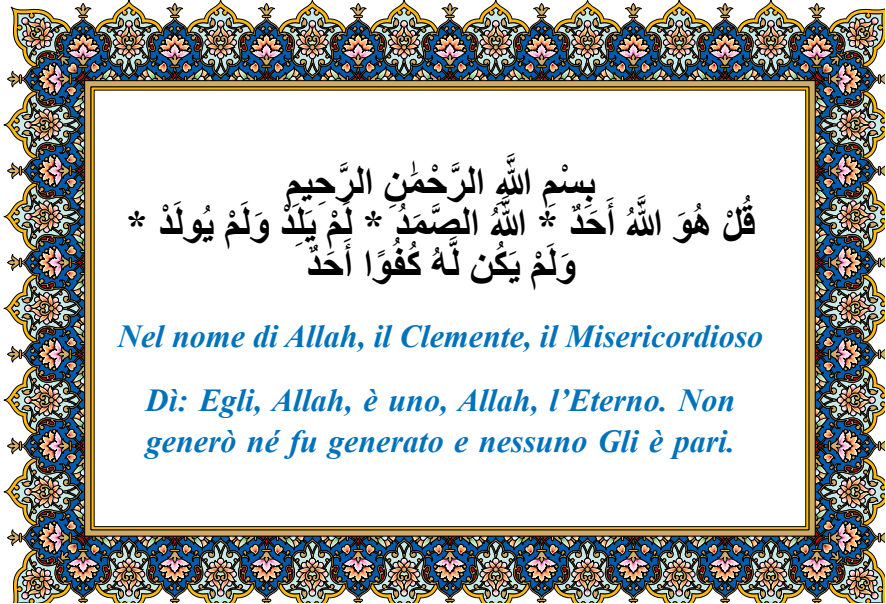 بِسْمِ اللَّهِ الرَّحْمَٰنِ الرَّحِيمِ
قُلْ هُوَ اللَّهُ أَحَدٌ * اللَّهُ الصَّمَدُ * لَمْ يَلِدْ وَلَمْ يُولَدْ *
وَلَمْ يَكُن لَّهُ كُفُوًا أَحَدٌ
Nel nome di Allah, il Clemente, il Misericordioso
Dì: Egli, Allah, è uno, Allah, l’Eterno. Non
generò né fu generato e nessuno Gli è pari.